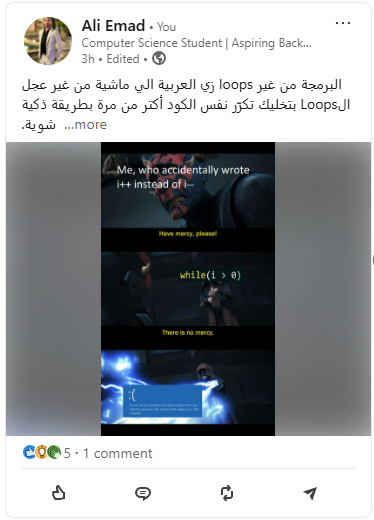 Ali Emad • You
Computer Science Student | Aspiring Back...
3h • Edited •
البرمجة من غير loops زي العربية الي ماشية من غير عجل
الLoops بتخليك تكرّر نفس الكود أكتر من مرة بطريقة ذكية
شوية. ...more
Me, who accidentally wrote
i++ instead of i--
Have mercy, please!
while(i > 0)
There is no mercy.
:(
5 • 1 comment